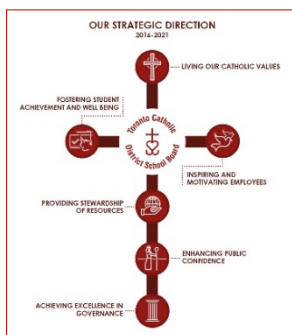 OUR STRATEGIC DIRECTION
2016-2021
LIVING OUR CATHOLIC VALUES
FOSTERING STUDENT
ACHIEVEMENT AND WELL BEING
Toronto Catholic
District School Board
INSPIRING AND
MOTIVATING EMPLOYEES
PROVIDING STEWARDSHIP
OF RESOURCES
ENHANCING PUBLIC
CONFIDENCE
ACHIEVING EXCELLENCE IN
GOVERNANCE